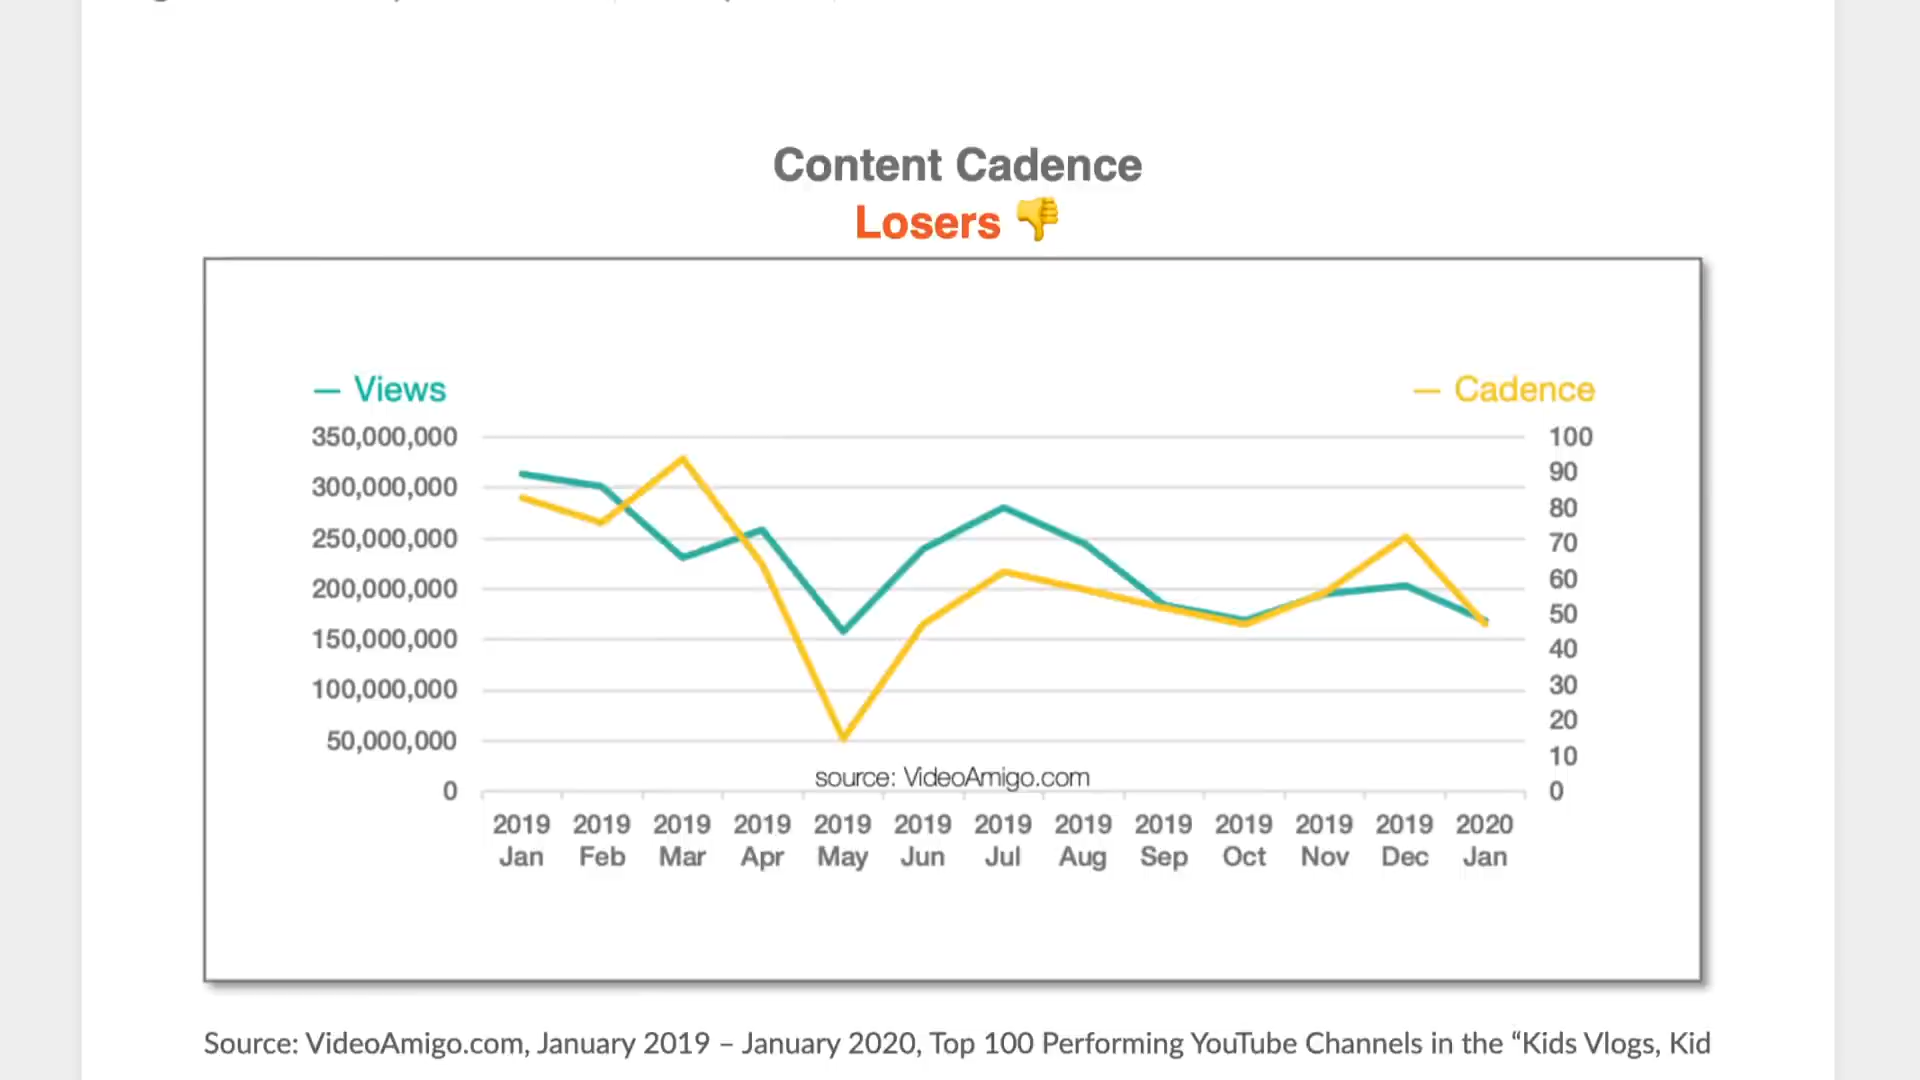 Content Cadence
Losers 👎
— Views
— Cadence
350,000,000
300,000,000
250,000,000
200,000,000
150,000,000
100,000,000
50,000,000
0
100
90
80
70
60
50
40
30
20
10
0
source: VideoAmigo.com
2019 2019 2019 2019 2019 2019 2019 2019 2019 2019 2019 2019 2020
Jan Feb Mar Apr May Jun Jul Aug Sep Oct Nov Dec Jan
Source: VideoAmigo.com, January 2019 – January 2020, Top 100 Performing YouTube Channels in the “Kids Vlogs, Kid